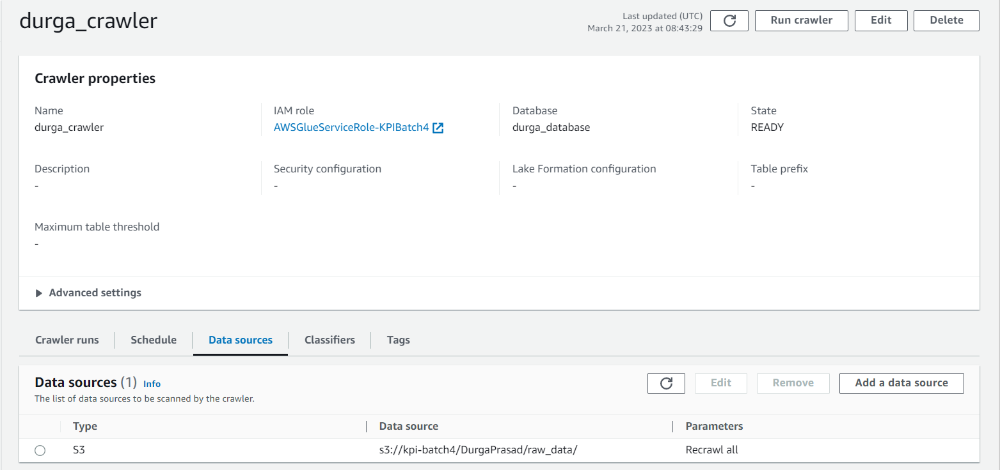 durga_crawler
Last updated (UTC)
March 21, 2023 at 08:43:29
Run crawler
Edit
Delete
Crawler properties
Name
durga_crawler
IAM role
AWSGlueServiceRole-KPIBatch4
Database
durga_database
State
READY
Description
-
Security configuration
-
Lake Formation configuration
-
Table prefix
-
Maximum table threshold
-
Advanced settings
Crawler runs
Schedule
Data sources
Classifiers
Tags
Data sources (1) Info
The list of data sources to be scanned by the crawler.
Edit
Remove
Add a data source
Type
Data source
Parameters
S3
s3://kpi-batch4/DurgaPrasad/raw_data/
Recrawl all